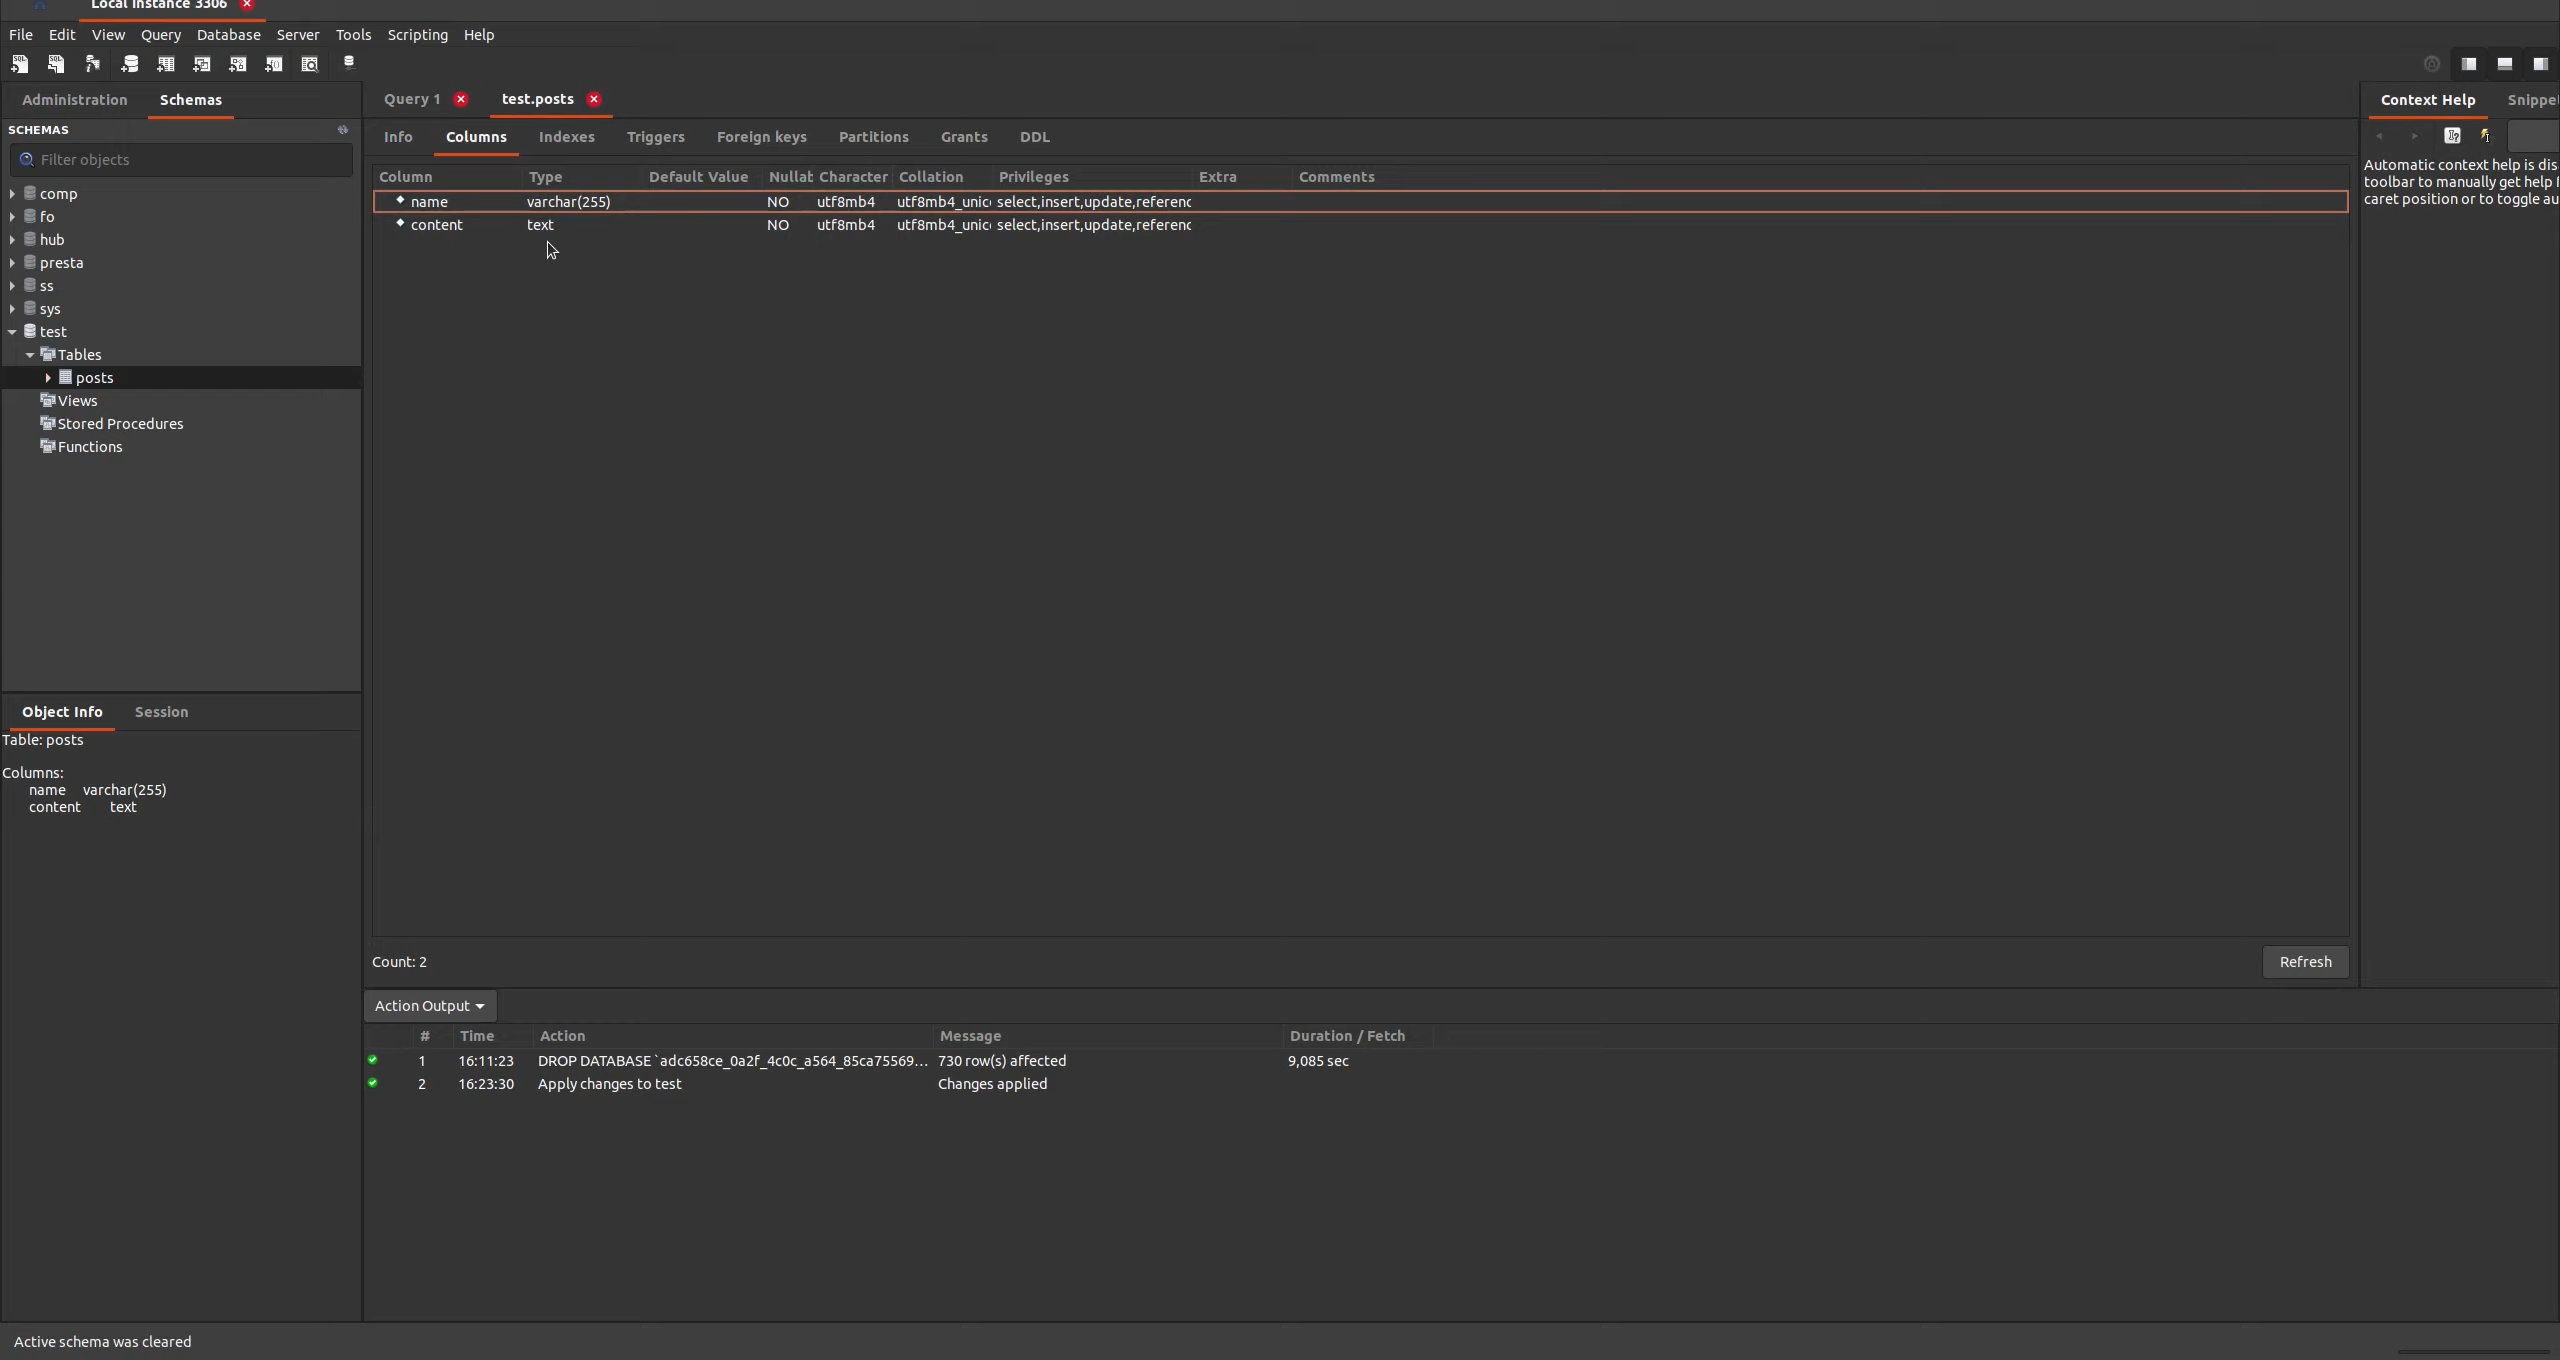 Local instance 3306
File Edit View Query Database Server Tools Scripting Help
Administration Schemas
SCHEMAS
Filter objects
comp
fo
hub
presta
ss
sys
test
Tables
posts
Views
Stored Procedures
Functions
Object Info Session
Table: posts
Columns:
name varchar(255)
content text
Query 1 test.posts
Info Columns Indexes Triggers Foreign keys Partitions Grants DDL
Column Type Default Value Nullab Character Collation Privileges Extra Comments
name varchar(255) NO utf8mb4 utf8mb4_unic select,insert,update,referenc
content text NO utf8mb4 utf8mb4_unic select,insert,update,referenc
Count: 2 Refresh
Action Output
# Time Action Message Duration / Fetch
1 16:11:23 DROP DATABASE `adc658ce_0a2f_4c0c_a564_85ca75569... 730 row(s) affected 9,085 sec
2 16:23:30 Apply changes to test Changes applied
Context Help Snippet
Automatic context help is dis
toolbar to manually get help f
caret position or to toggle au
Active schema was cleared